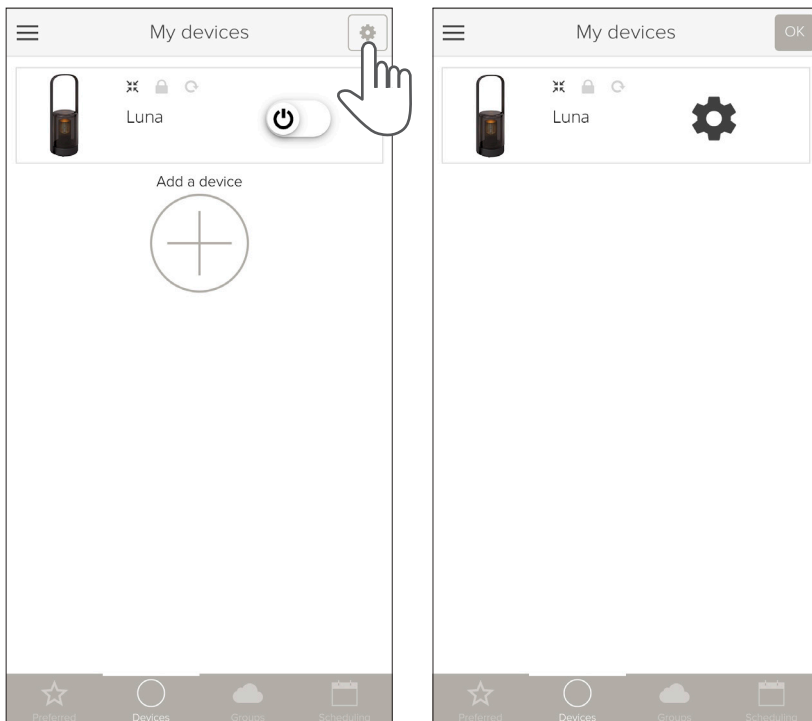 My devices
Luna
Add a device
Preferred Devices Groups Scheduling
My devices OK
Luna
Preferred Devices Groups Scheduling